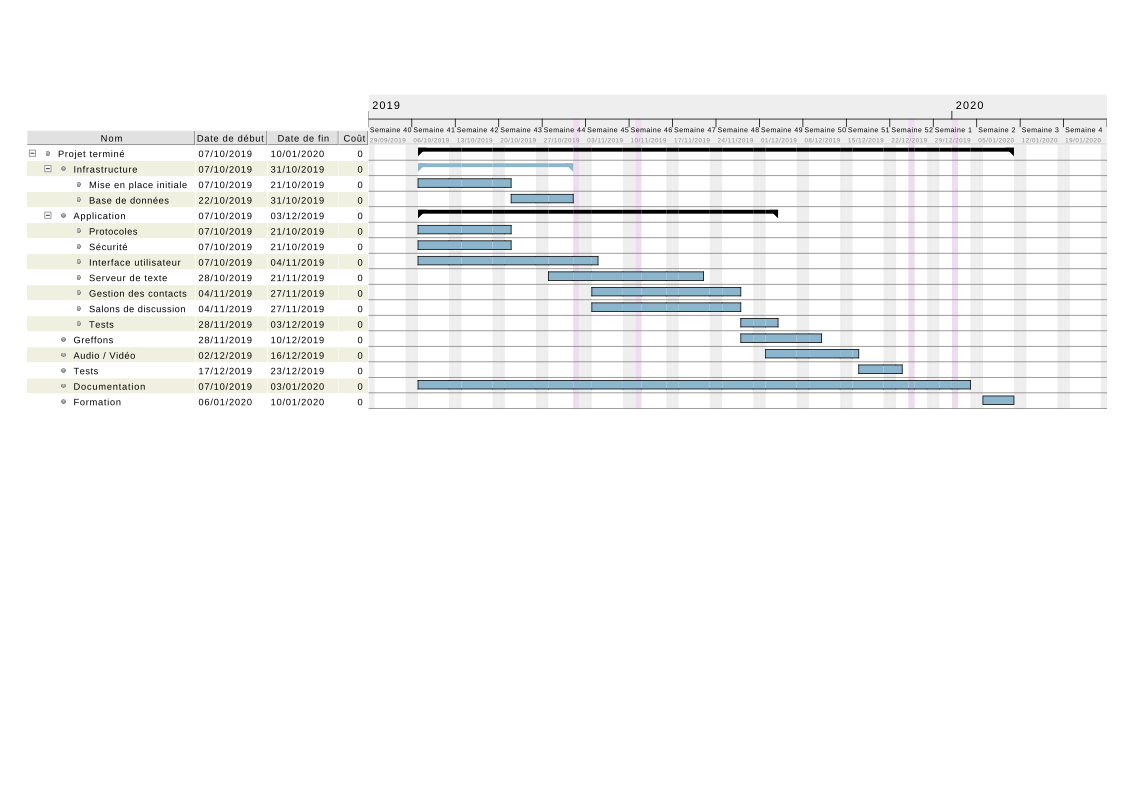 2019 2020
Semaine 40 Semaine 41 Semaine 42 Semaine 43 Semaine 44 Semaine 45 Semaine 46 Semaine 47 Semaine 48 Semaine 49 Semaine 50 Semaine 51 Semaine 52 Semaine 1 Semaine 2 Semaine 3 Semaine 4
Nom Date de début Date de fin Coût 29/09/2019 06/10/2019 13/10/2019 20/10/2019 27/10/2019 03/11/2019 10/11/2019 17/11/2019 24/11/2019 01/12/2019 08/12/2019 15/12/2019 22/12/2019 29/12/2019 05/01/2020 12/01/2020 19/01/2020
Projet terminé 07/10/2019 10/01/2020 0
Infrastructure 07/10/2019 31/10/2019 0
Mise en place initiale 07/10/2019 21/10/2019 0
Base de données 22/10/2019 31/10/2019 0
Application 07/10/2019 03/12/2019 0
Protocoles 07/10/2019 21/10/2019 0
Sécurité 07/10/2019 21/10/2019 0
Interface utilisateur 07/10/2019 04/11/2019 0
Serveur de texte 28/10/2019 21/11/2019 0
Gestion des contacts 04/11/2019 27/11/2019 0
Salons de discussion 04/11/2019 27/11/2019 0
Tests 28/11/2019 03/12/2019 0
Greffons 28/11/2019 10/12/2019 0
Audio / Vidéo 02/12/2019 16/12/2019 0
Tests 17/12/2019 23/12/2019 0
Documentation 07/10/2019 03/01/2020 0
Formation 06/01/2020 10/01/2020 0